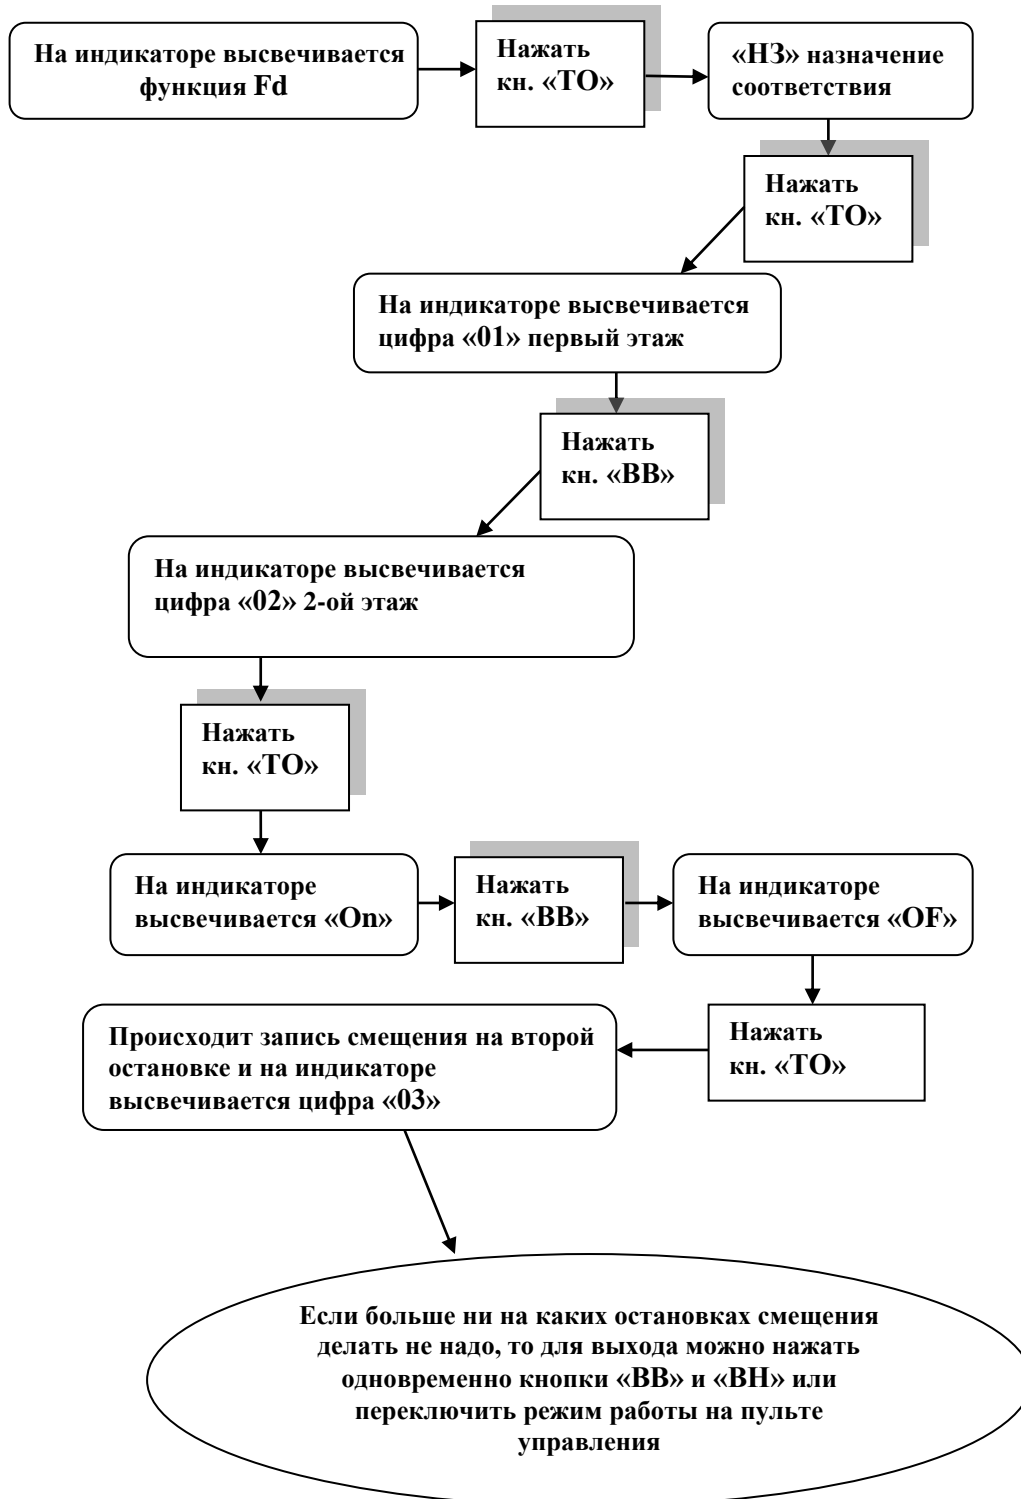 На индикаторе высвечивается
функция Fd
Нажать
кн. «ТО»
«НЗ» назначение
соответствия
Нажать
кн. «ТО»
На индикаторе высвечивается
цифра «01» первый этаж
Нажать
кн. «ВВ»
На индикаторе высвечивается
цифра «02» 2-ой этаж
Нажать
кн. «ТО»
На индикаторе
высвечивается «On»
Нажать
кн. «ВВ»
На индикаторе
высвечивается «OF»
Нажать
кн. «ТО»
Происходит запись смещения на второй
остановке и на индикаторе
высвечивается цифра «03»
Если больше ни на каких остановках смещения
делать не надо, то для выхода можно нажать
одновременно кнопки «ВВ» и «ВН» или
переключить режим работы на пульте
управления